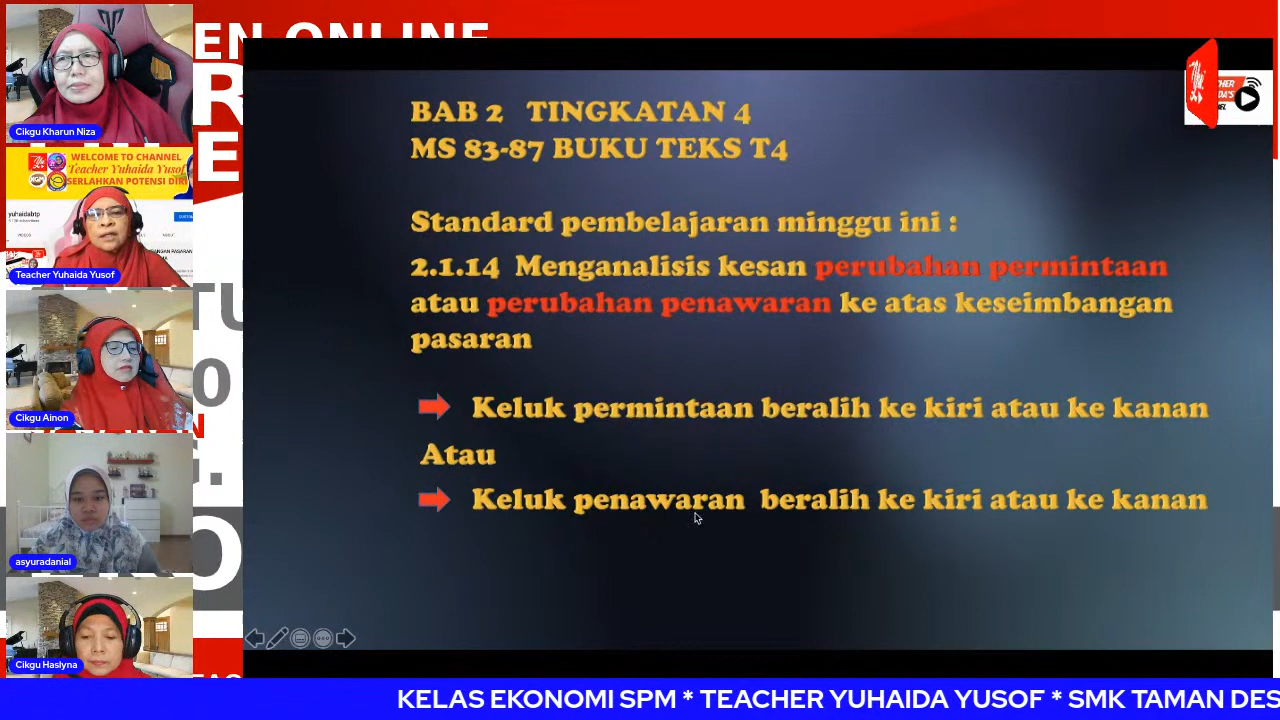 EN ONLINE
BAB 2 TINGKATAN 4
MS 83-87 BUKU TEKS T4
Standard pembelajaran minggu ini :
2.1.14 Menganalisis kesan perubahan permintaan
atau perubahan penawaran ke atas keseimbangan
pasaran
Keluk permintaan beralih ke kiri atau ke kanan
Atau
Keluk penawaran beralih ke kiri atau ke kanan
Cikgu Kharun Niza
WELCOME TO CHANNEL
Teacher Yuhaida Yusof
SERLAHKAN POTENSI DIRI
yuhaidabtp
Teacher Yuhaida Yusof
Cikgu Ainon
asyuradanial
Cikgu Haslyna
KELAS EKONOMI SPM * TEACHER YUHAIDA YUSOF * SMK TAMAN DES